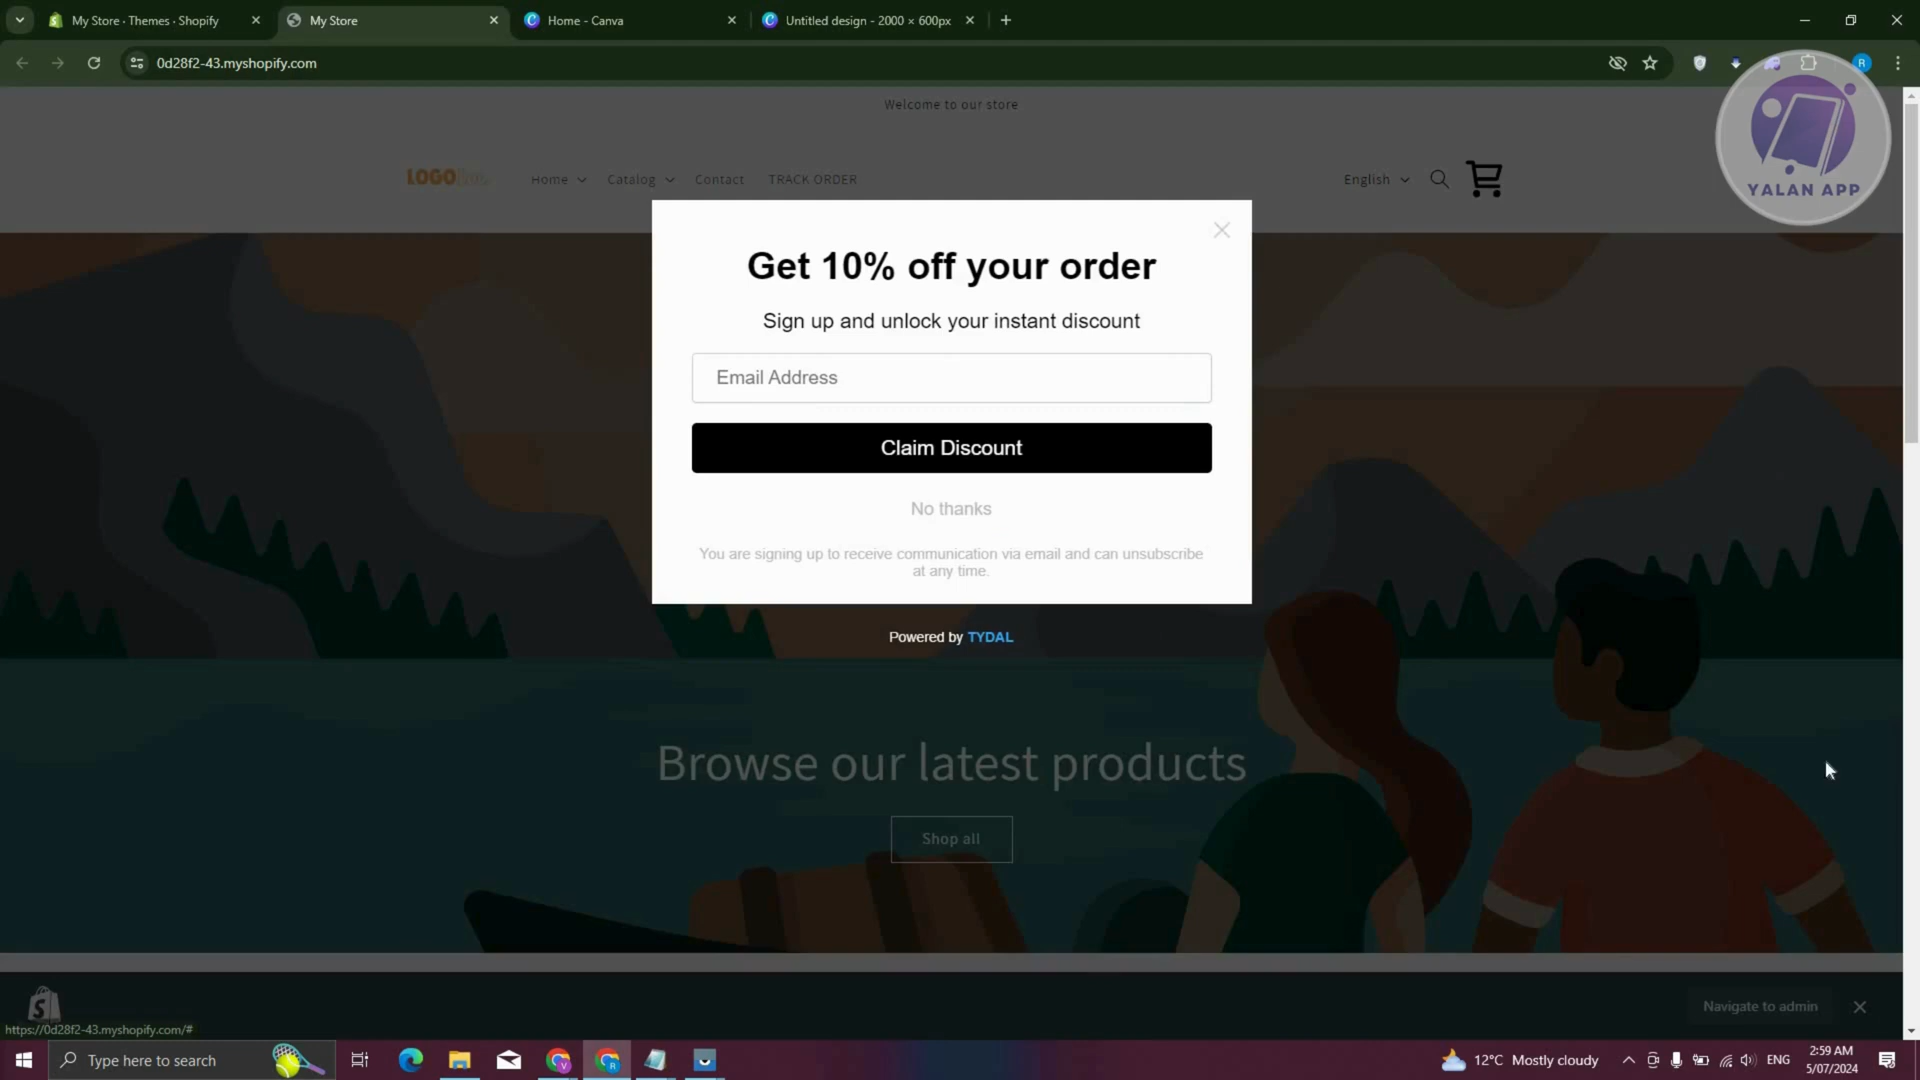 My Store · Themes · Shopify
My Store
Home - Canva
Untitled design - 2000 × 600px
0d28f2-43.myshopify.com
R
Welcome to our store
YALAN APP
LOGO
Home
Catalog
Contact
TRACK ORDER
English
Get 10% off your order
Sign up and unlock your instant discount
Email Address
Claim Discount
No thanks
You are signing up to receive communication via email and can unsubscribe
at any time.
Powered by TYDAL
Browse our latest products
Shop all
Navigate to admin
https://0d28f2-43.myshopify.com/#
Type here to search
12°C Mostly cloudy
ENG
2:59 AM
5/07/2024